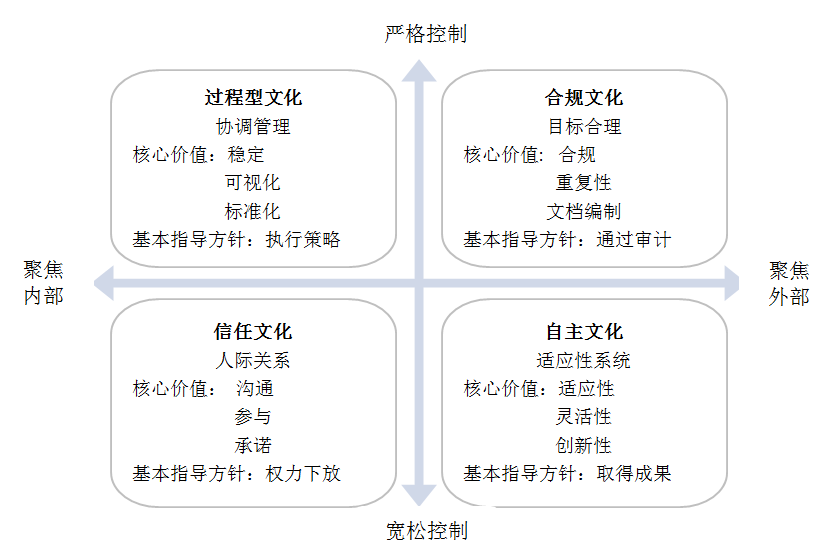 严格控制
过程型文化
协调管理
核心价值：稳定
可视化
标准化
基本指导方针：执行策略
合规文化
目标合理
核心价值：合规
重复性
文档编制
基本指导方针：通过审计
聚焦
内部
聚焦
外部
信任文化
人际关系
核心价值： 沟通
参与
承诺
基本指导方针：权力下放
自主文化
适应性系统
核心价值：适应性
灵活性
创新性
基本指导方针：取得成果
宽松控制